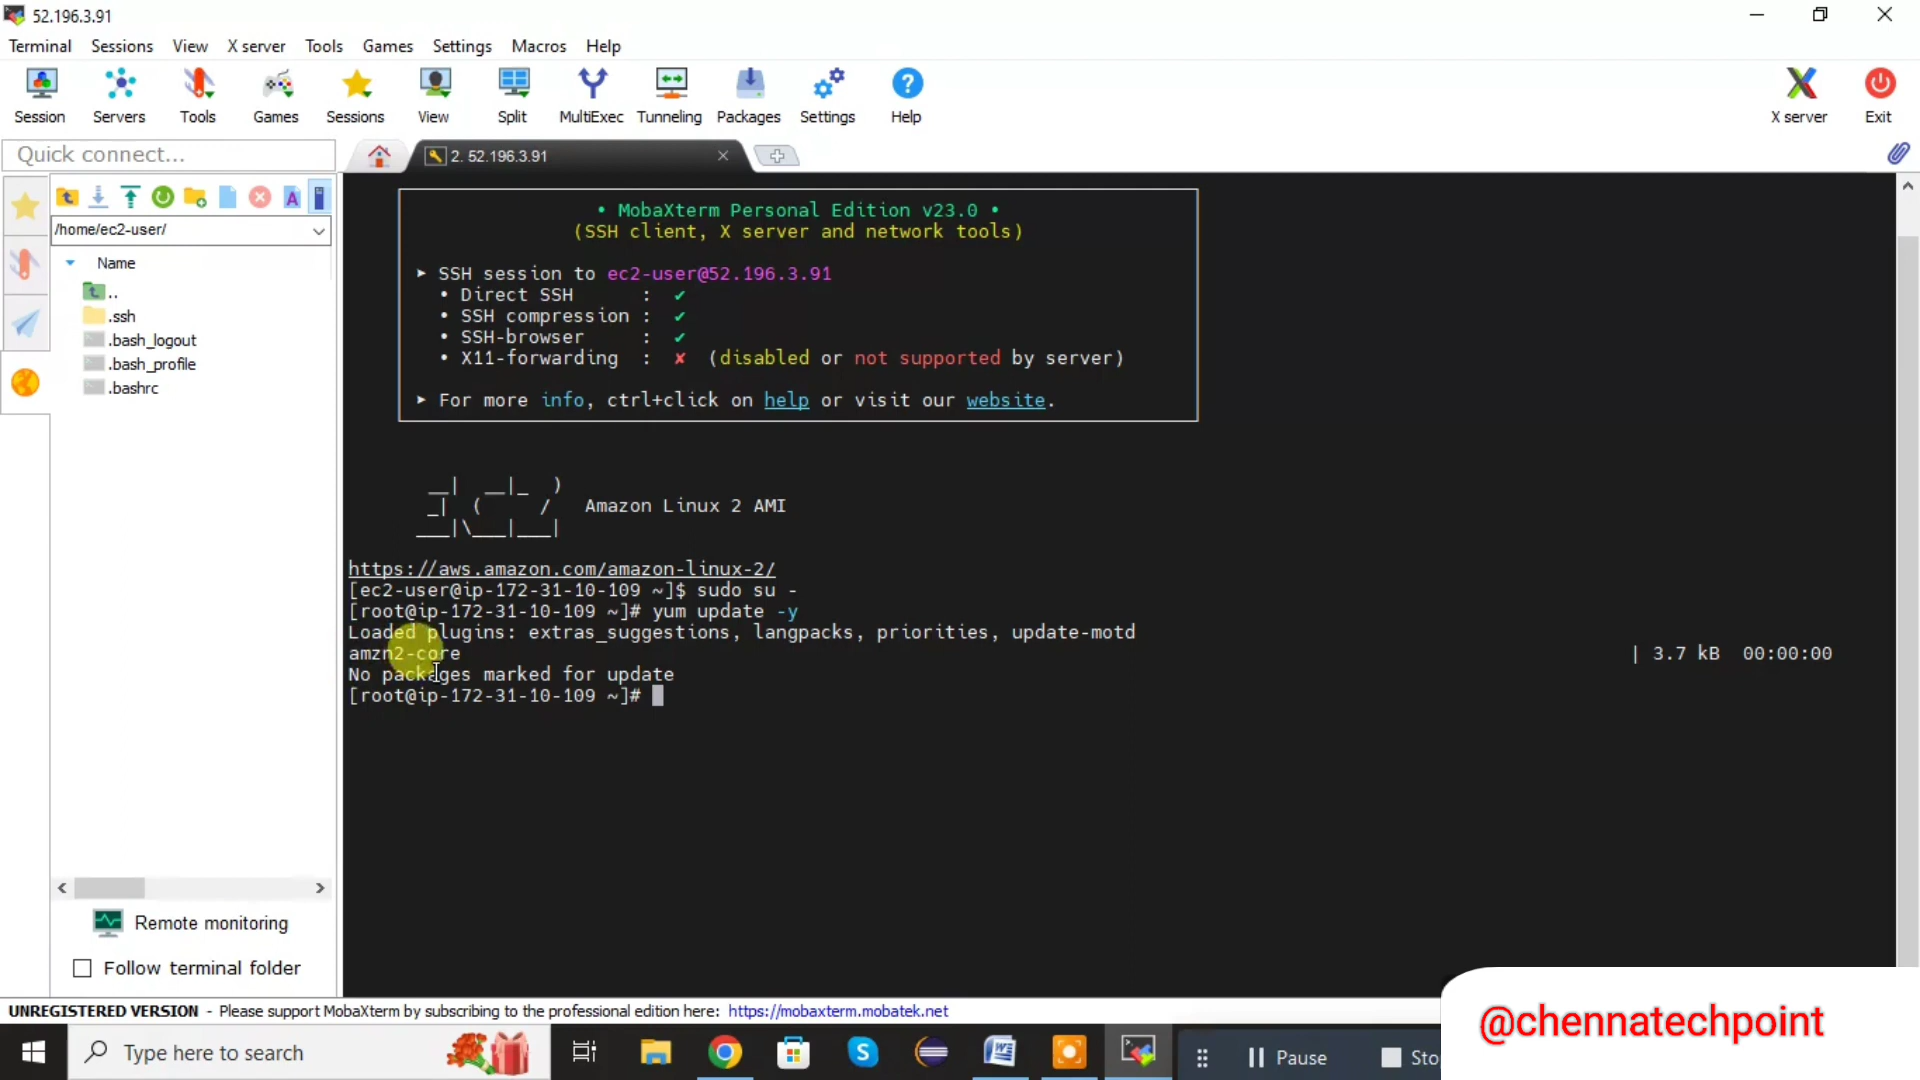 52.196.3.91
Terminal Sessions View X server Tools Games Settings Macros Help
Session Servers Tools Games Sessions View Split MultiExec Tunneling Packages Settings Help X server Exit
Quick connect...
2. 52.196.3.91
/home/ec2-user/
Name
..
.ssh
.bash_logout
.bash_profile
.bashrc
Remote monitoring
Follow terminal folder
• MobaXterm Personal Edition v23.0 •
(SSH client, X server and network tools)
► SSH session to ec2-user@52.196.3.91
• Direct SSH : ✔
• SSH compression : ✔
• SSH-browser : ✔
• X11-forwarding : ✘ (disabled or not supported by server)
► For more info, ctrl+click on help or visit our website.
__| __|_ )
_| ( / Amazon Linux 2 AMI
___|\___|___|
https://aws.amazon.com/amazon-linux-2/
[ec2-user@ip-172-31-10-109 ~]$ sudo su -
[root@ip-172-31-10-109 ~]# yum update -y
Loaded plugins: extras_suggestions, langpacks, priorities, update-motd
amzn2-core | 3.7 kB 00:00:00
No packages marked for update
[root@ip-172-31-10-109 ~]#
UNREGISTERED VERSION - Please support MobaXterm by subscribing to the professional edition here: https://mobaxterm.mobatek.net
Type here to search
Pause
Sto
@chennatechpoint